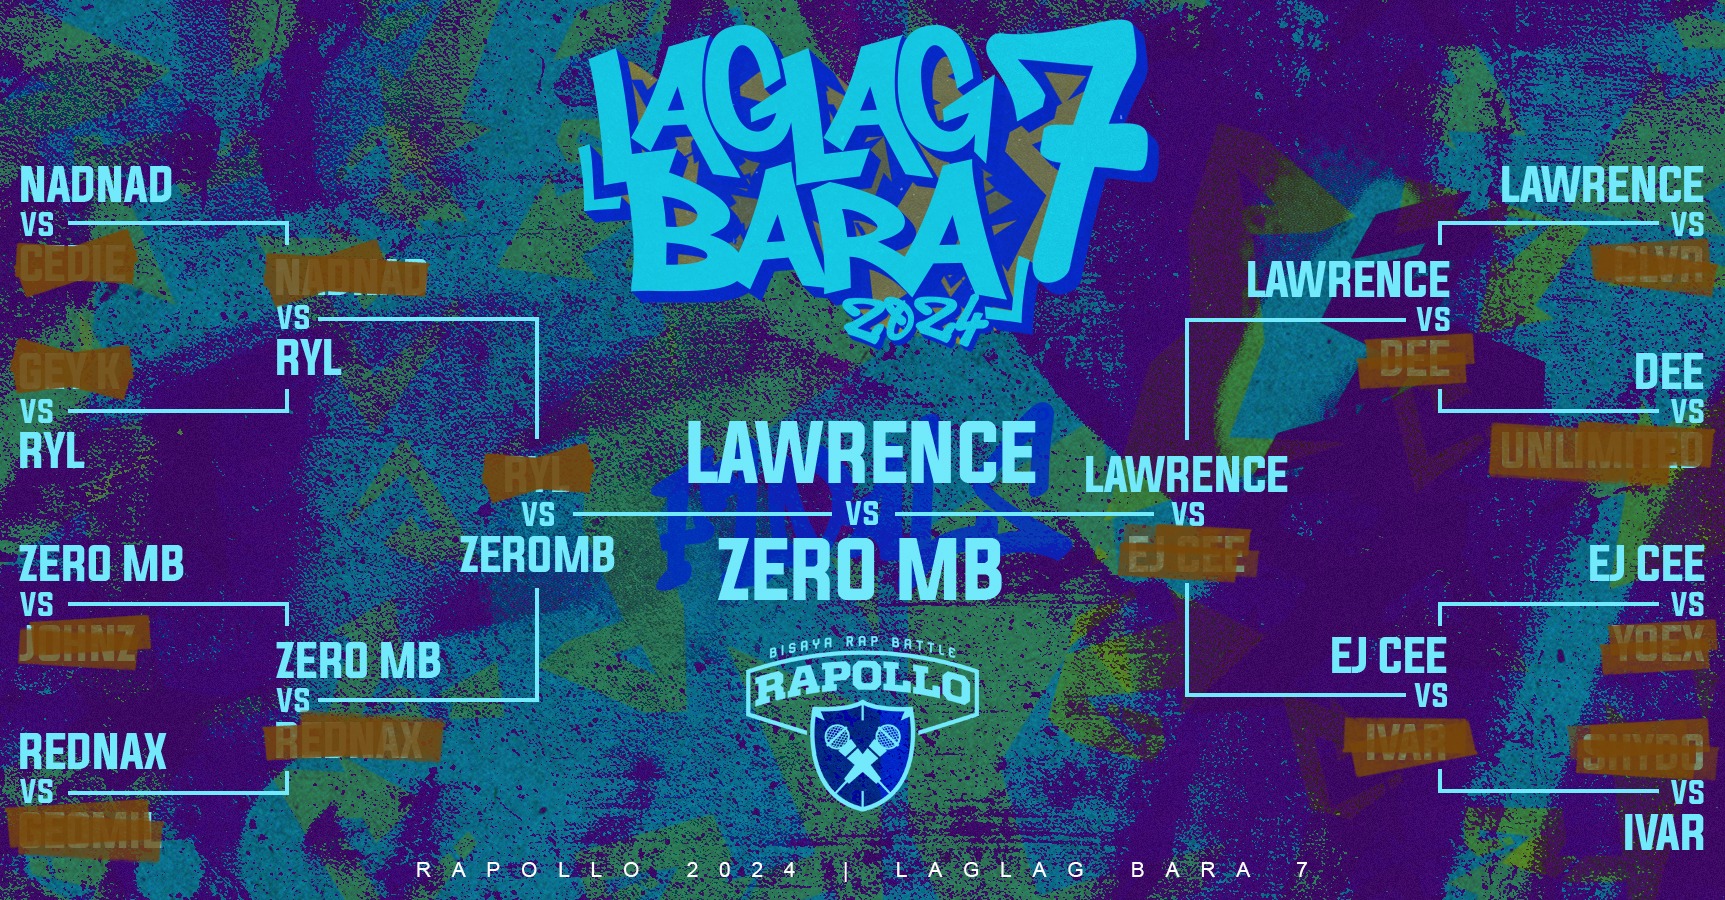 LAGLAG
BARA 7
2024
NADNAD
VS
CEDIE
GEY K
VS
RYL
NADNAD
VS
RYL
ZERO MB
VS
JOHNZ
REDNAX
VS
GEOMIL
ZERO MB
VS
REDNAX
RYL
VS
ZEROMB
LAWRENCE
VS
ZERO MB
LAWRENCE
VS
EJ CEE
LAWRENCE
VS
DEE
EJ CEE
VS
IVAR
LAWRENCE
VS
DEE
VS
UNLIMITED
EJ CEE
VS
YOEX
SHYDO
VS
IVAR
BISAYA RAP BATTLE
RAPOLLO
RAPOLLO 2024 | LAGLAG BARA 7